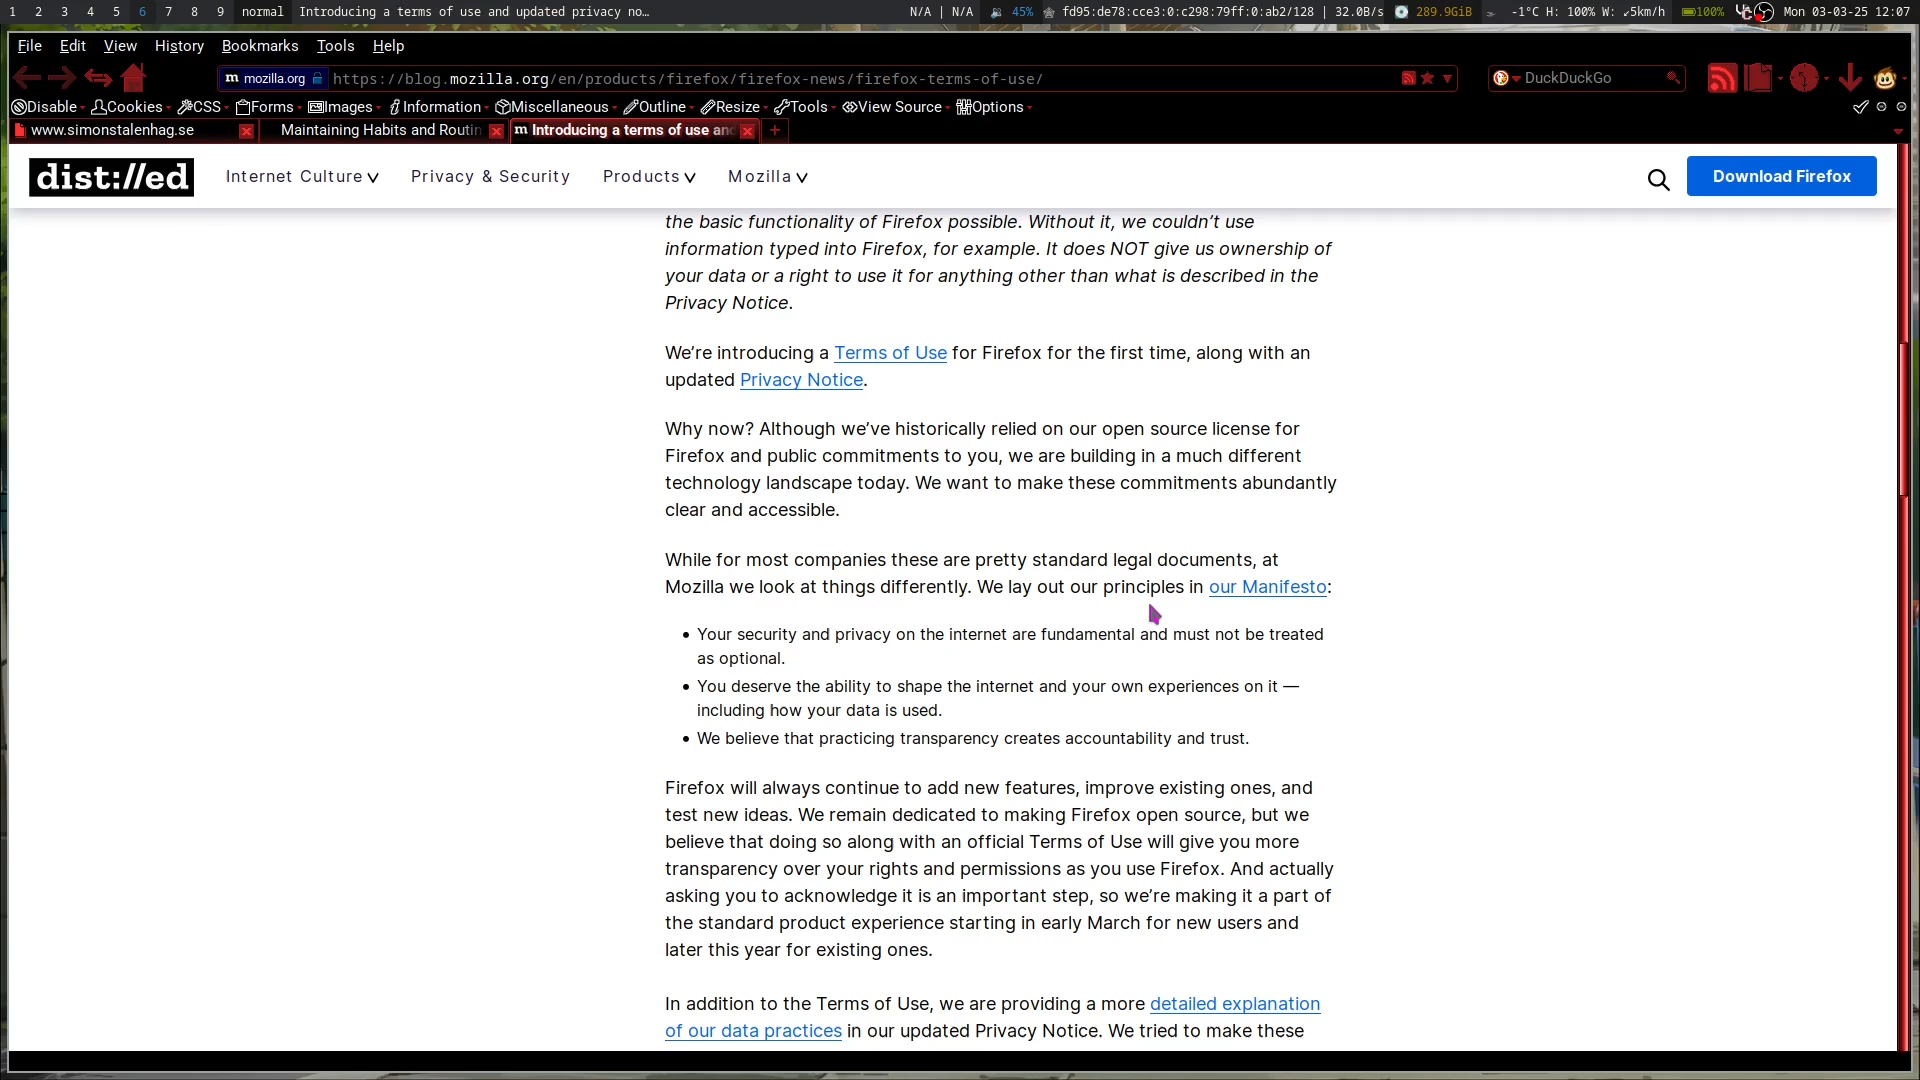 1 2 3 4 5 6 7 8 9 normal Introducing a terms of use and updated privacy no… N/A | N/A 45% fd95:de78:cce3:0:c298:79ff:0:ab2/128 | 32.0B/s 289.9GiB -1°C H: 100% W: ↙5km/h 100% Mon 03-03-25 12:07
File Edit View History Bookmarks Tools Help
m mozilla.org https://blog.mozilla.org/en/products/firefox/firefox-news/firefox-terms-of-use/ DuckDuckGo
Disable Cookies CSS Forms Images Information Miscellaneous Outline Resize Tools View Source Options
www.simonstalenhag.se Maintaining Habits and Routin m Introducing a terms of use and
dist://ed Internet Culture Privacy & Security Products Mozilla Download Firefox
the basic functionality of Firefox possible. Without it, we couldn’t use
information typed into Firefox, for example. It does NOT give us ownership of
your data or a right to use it for anything other than what is described in the
Privacy Notice.
We’re introducing a Terms of Use for Firefox for the first time, along with an
updated Privacy Notice.
Why now? Although we’ve historically relied on our open source license for
Firefox and public commitments to you, we are building in a much different
technology landscape today. We want to make these commitments abundantly
clear and accessible.
While for most companies these are pretty standard legal documents, at
Mozilla we look at things differently. We lay out our principles in our Manifesto:
• Your security and privacy on the internet are fundamental and must not be treated
as optional.
• You deserve the ability to shape the internet and your own experiences on it —
including how your data is used.
• We believe that practicing transparency creates accountability and trust.
Firefox will always continue to add new features, improve existing ones, and
test new ideas. We remain dedicated to making Firefox open source, but we
believe that doing so along with an official Terms of Use will give you more
transparency over your rights and permissions as you use Firefox. And actually
asking you to acknowledge it is an important step, so we’re making it a part of
the standard product experience starting in early March for new users and
later this year for existing ones.
In addition to the Terms of Use, we are providing a more detailed explanation
of our data practices in our updated Privacy Notice. We tried to make these